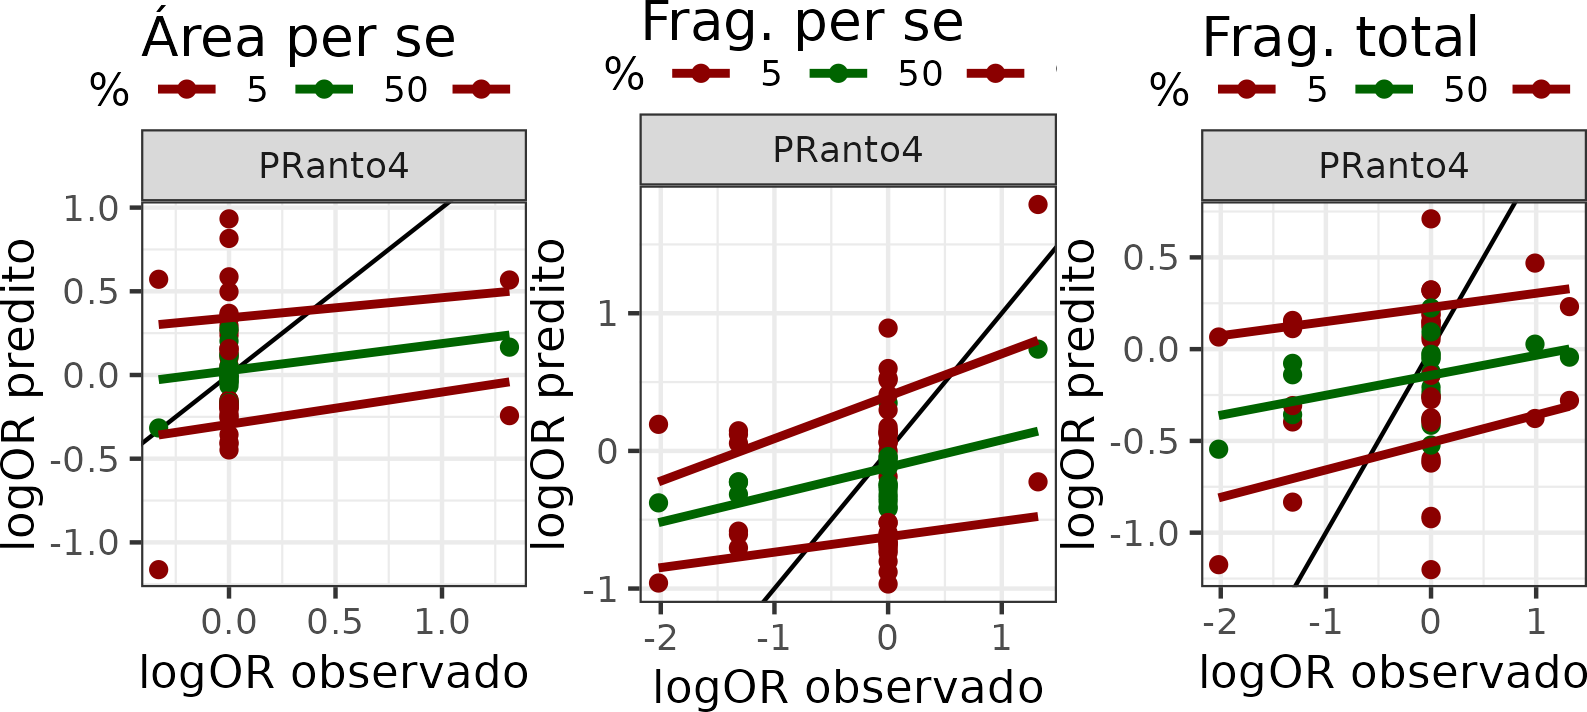 Área per se
% 5 50
PRanto4
1.0
0.5
0.0
-0.5
-1.0
logOR predito
0.0 0.5 1.0
logOR observado
Frag. per se
% 5 50
PRanto4
1
0
-1
logOR predito
-2 -1 0 1
logOR observado
Frag. total
% 5 50
PRanto4
0.5
0.0
-0.5
-1.0
logOR predito
-2 -1 0 1
logOR observado